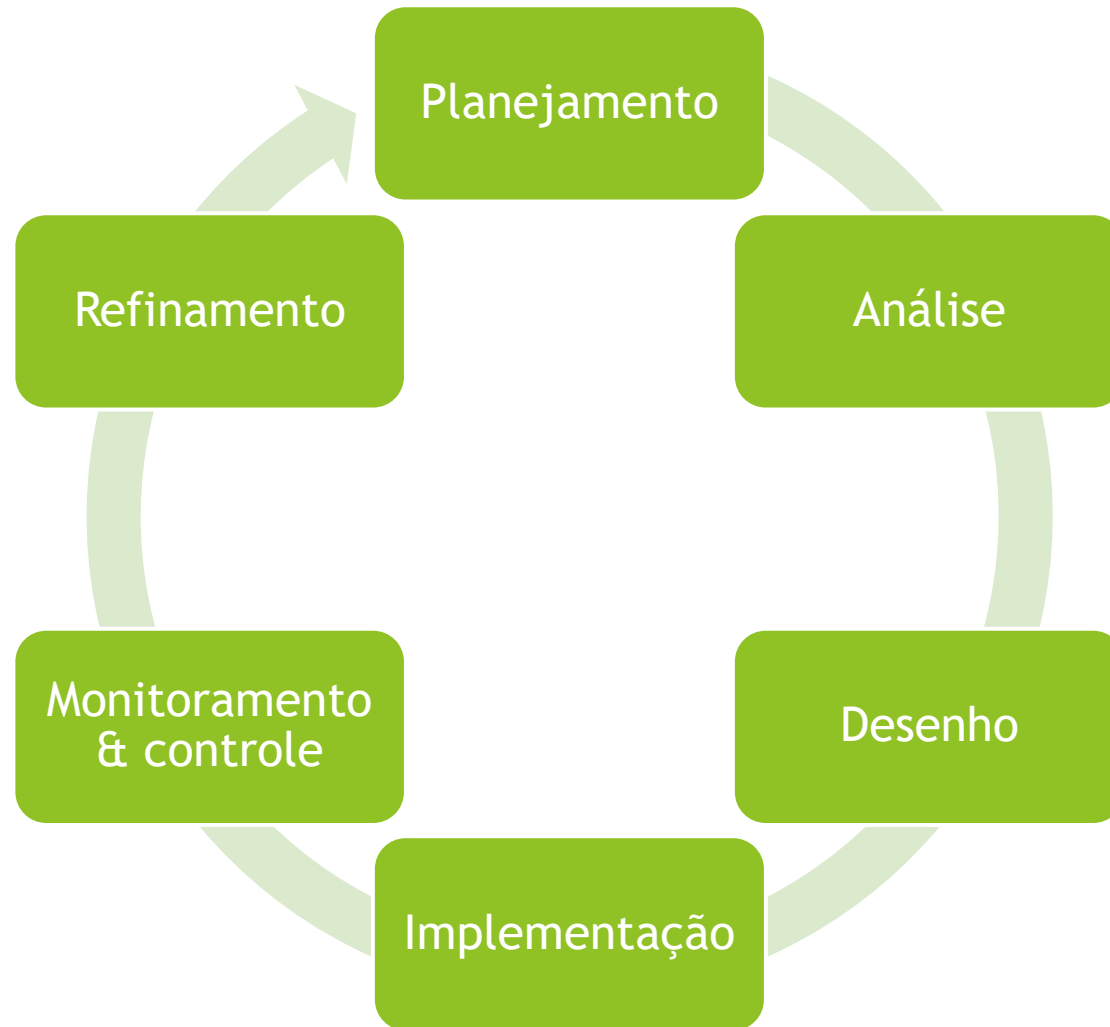 Planejamento
Análise
Desenho
Implementação
Monitoramento
& controle
Refinamento